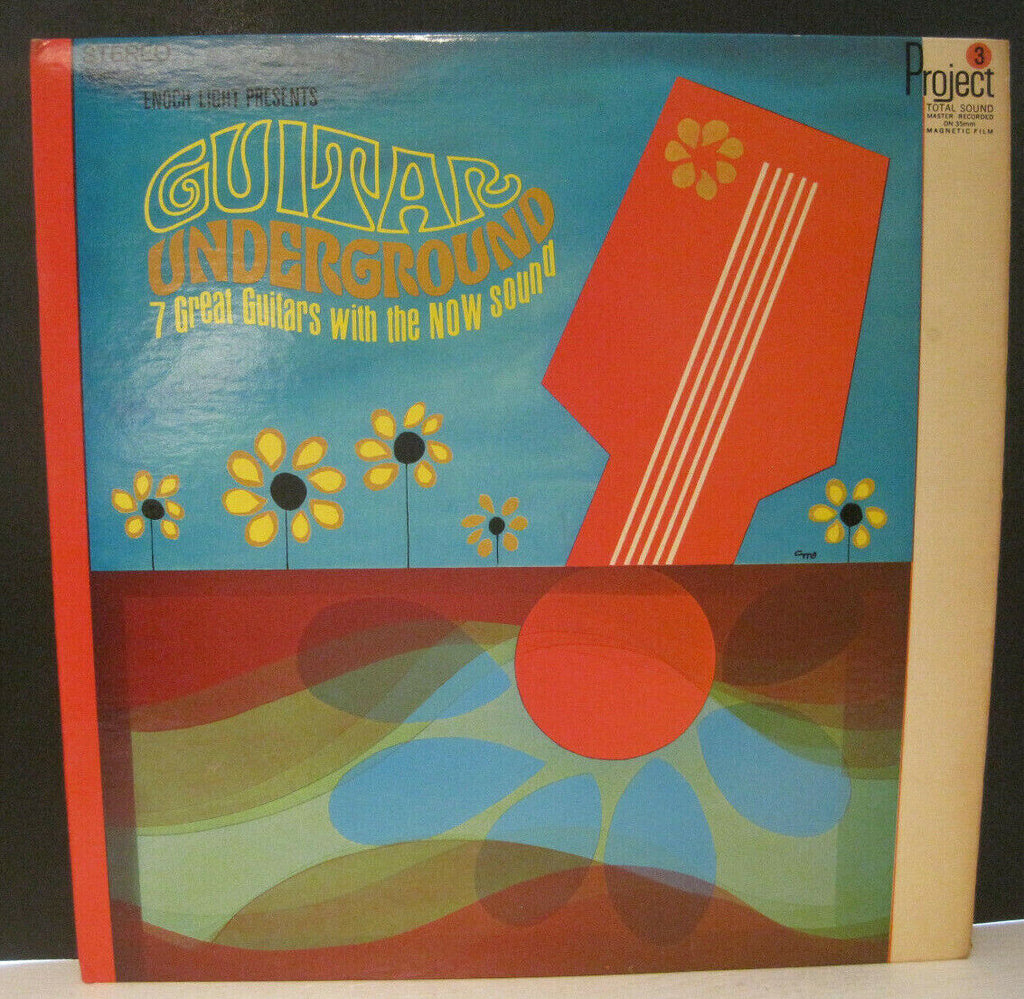 STEREO
ENOCH LIGHT PRESENTS
GUITAR
UNDERGROUND
7 Great Guitars with the NOW sound
3
Project
TOTAL SOUND
MASTER RECORDED
ON 35mm
MAGNETIC FILM